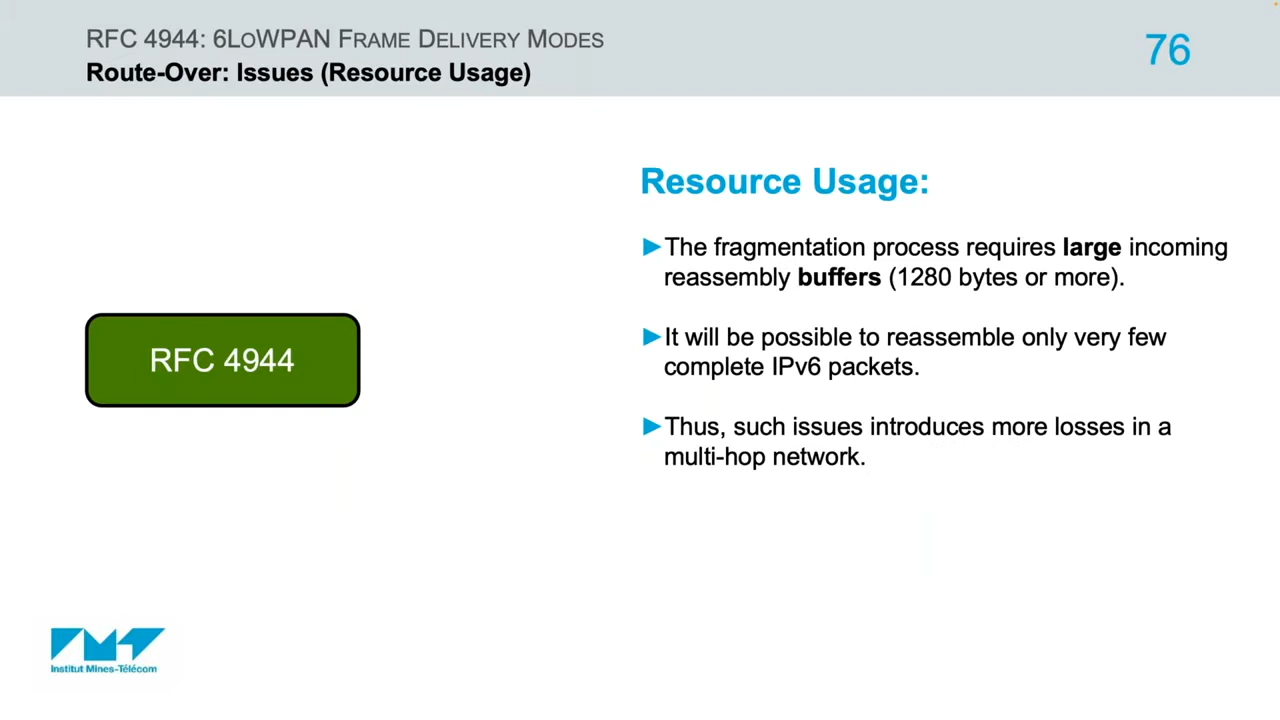 RFC 4944: 6LoWPAN Frame Delivery Modes
Route-Over: Issues (Resource Usage)
76
Resource Usage:
►The fragmentation process requires large incoming
reassembly buffers (1280 bytes or more).
►It will be possible to reassemble only very few
complete IPv6 packets.
►Thus, such issues introduces more losses in a
multi-hop network.
RFC 4944
IMT
Institut Mines-Télécom